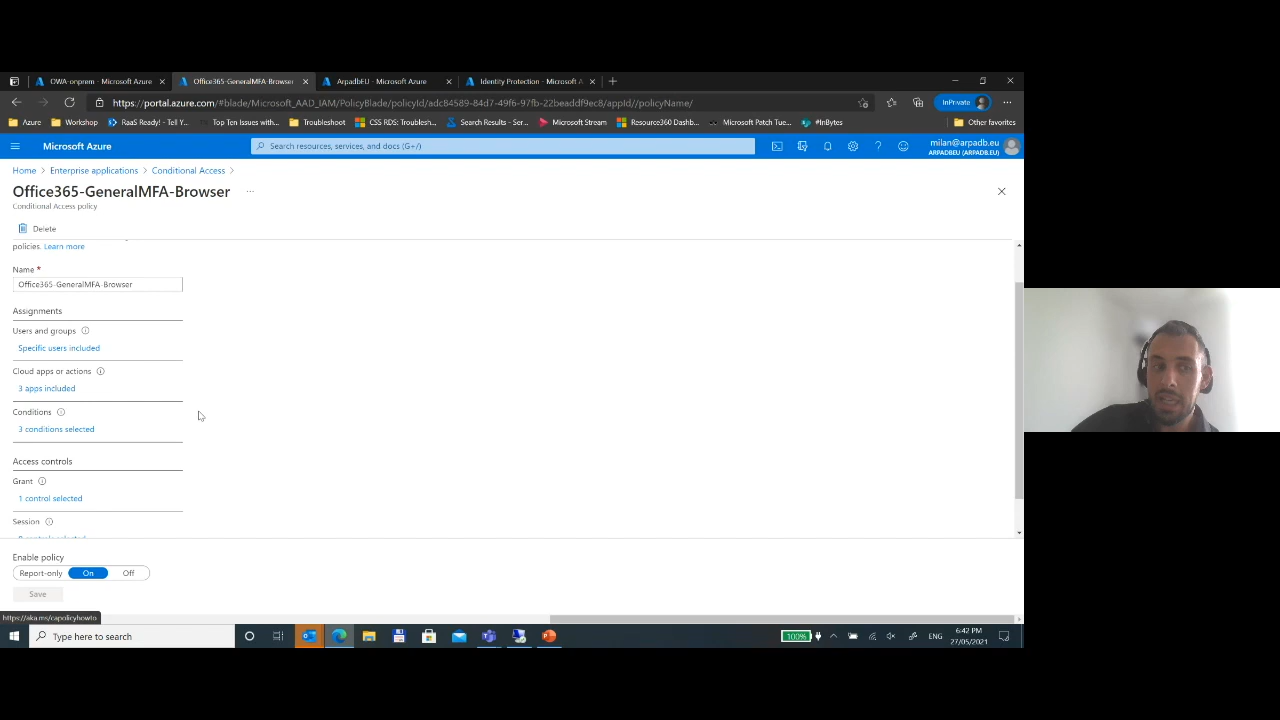 OWA-onprem - Microsoft Azure
Office365-GeneralMFA-Browser
ArpadbEU - Microsoft Azure
Identity Protection - Microsoft A
https://portal.azure.com/#blade/Microsoft_AAD_IAM/PolicyBlade/policyId/adc84589-84d7-49f6-97fb-22beaddf9ec8/appId//policyName/
InPrivate
Azure
Workshop
RaaS Ready! - Tell Y...
Top Ten Issues with...
Troubleshoot
CSS RDS: Troublesh...
Search Results - Ser...
Microsoft Stream
Resource360 Dashb...
Microsoft Patch Tue...
#InBytes
Other favorites
Microsoft Azure
Search resources, services, and docs (G+/)
milan@arpadb.eu
ARPADBEU (ARPADB.EU)
Home > Enterprise applications > Conditional Access >
Office365-GeneralMFA-Browser ...
Conditional Access policy
Delete
policies. Learn more
Name *
Office365-GeneralMFA-Browser
Assignments
Users and groups
Specific users included
Cloud apps or actions
3 apps included
Conditions
3 conditions selected
Access controls
Grant
1 control selected
Session
Enable policy
Report-only On Off
Save
https://aka.ms/capolicyhowto
Type here to search
100%
ENG
6:42 PM
27/05/2021